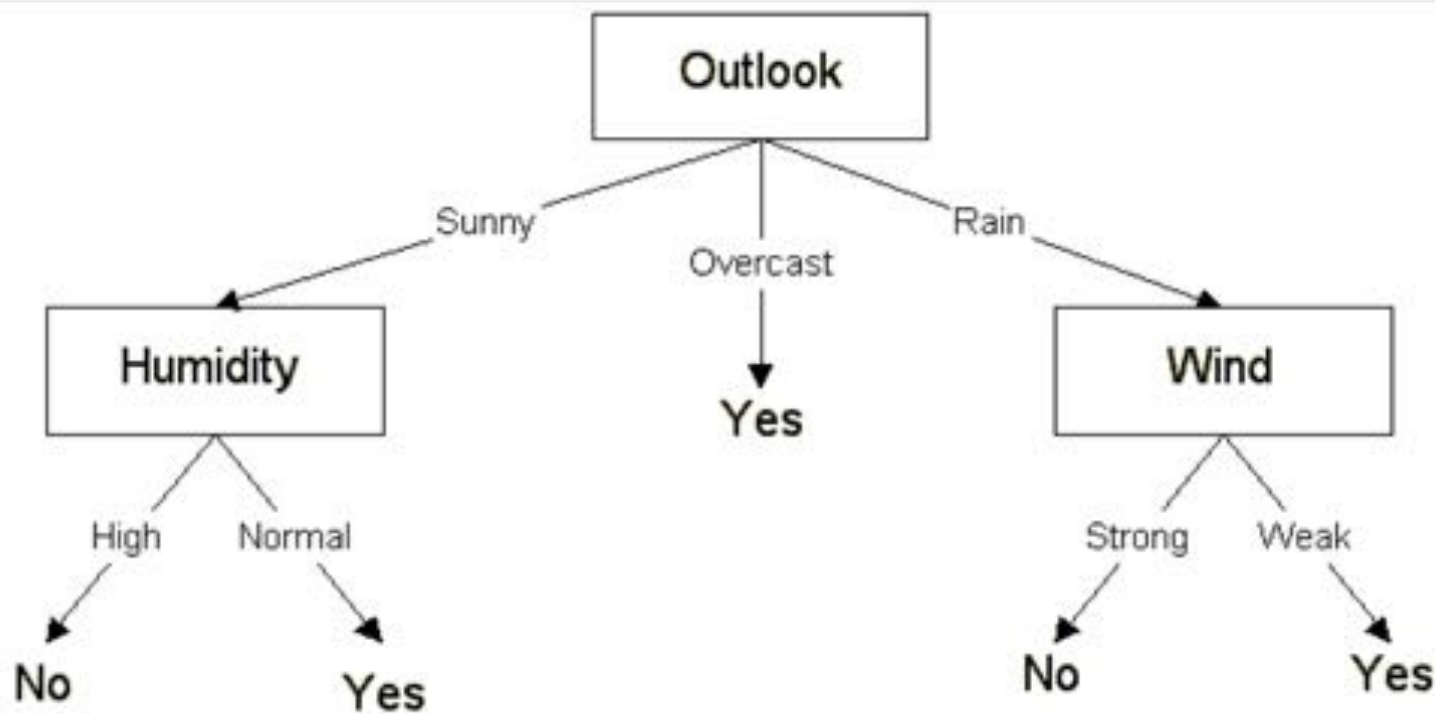 Outlook
Sunny
Overcast
Rain
Humidity
Yes
Wind
High
Normal
Strong
Weak
No
Yes
No
Yes